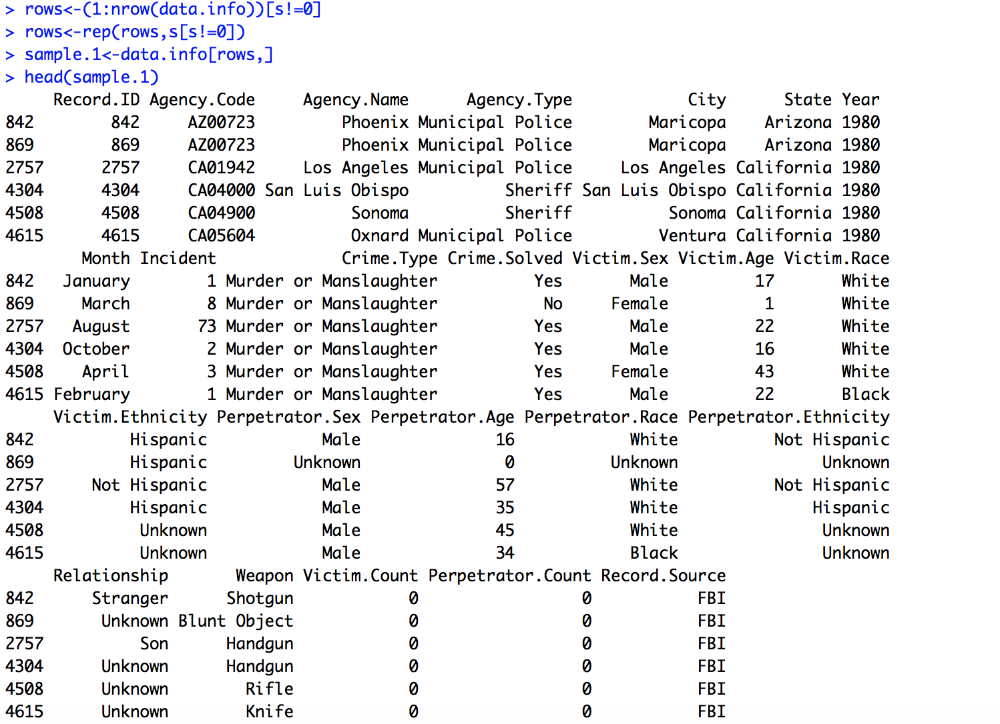 > rows<-(1:nrow(data.info))[s!=0]
> rows<-rep(rows,s[s!=0])
> sample.1<-data.info[rows,]
> head(sample.1)
     Record.ID Agency.Code     Agency.Name      Agency.Type            City      State Year
842        842     AZ00723         Phoenix Municipal Police        Maricopa    Arizona 1980
869        869     AZ00723         Phoenix Municipal Police        Maricopa    Arizona 1980
2757      2757     CA01942     Los Angeles Municipal Police     Los Angeles California 1980
4304      4304     CA04000 San Luis Obispo          Sheriff San Luis Obispo California 1980
4508      4508     CA04900          Sonoma          Sheriff          Sonoma California 1980
4615      4615     CA05604          Oxnard Municipal Police         Ventura California 1980
        Month Incident             Crime.Type Crime.Solved Victim.Sex Victim.Age Victim.Race
842   January        1 Murder or Manslaughter          Yes       Male         17       White
869     March        8 Murder or Manslaughter           No     Female          1       White
2757   August       73 Murder or Manslaughter          Yes       Male         22       White
4304  October        2 Murder or Manslaughter          Yes       Male         16       White
4508    April        3 Murder or Manslaughter          Yes     Female         43       White
4615 February        1 Murder or Manslaughter          Yes       Male         22       Black
     Victim.Ethnicity Perpetrator.Sex Perpetrator.Age Perpetrator.Race Perpetrator.Ethnicity
842          Hispanic            Male              16            White          Not Hispanic
869          Hispanic         Unknown               0          Unknown               Unknown
2757     Not Hispanic            Male              57            White          Not Hispanic
4304         Hispanic            Male              35            White              Hispanic
4508          Unknown            Male              45            White               Unknown
4615          Unknown            Male              34            Black               Unknown
     Relationship       Weapon Victim.Count Perpetrator.Count Record.Source
842      Stranger      Shotgun            0                 0           FBI
869       Unknown Blunt Object            0                 0           FBI
2757          Son      Handgun            0                 0           FBI
4304      Unknown      Handgun            0                 0           FBI
4508      Unknown        Rifle            0                 0           FBI
4615      Unknown        Knife            0                 0           FBI